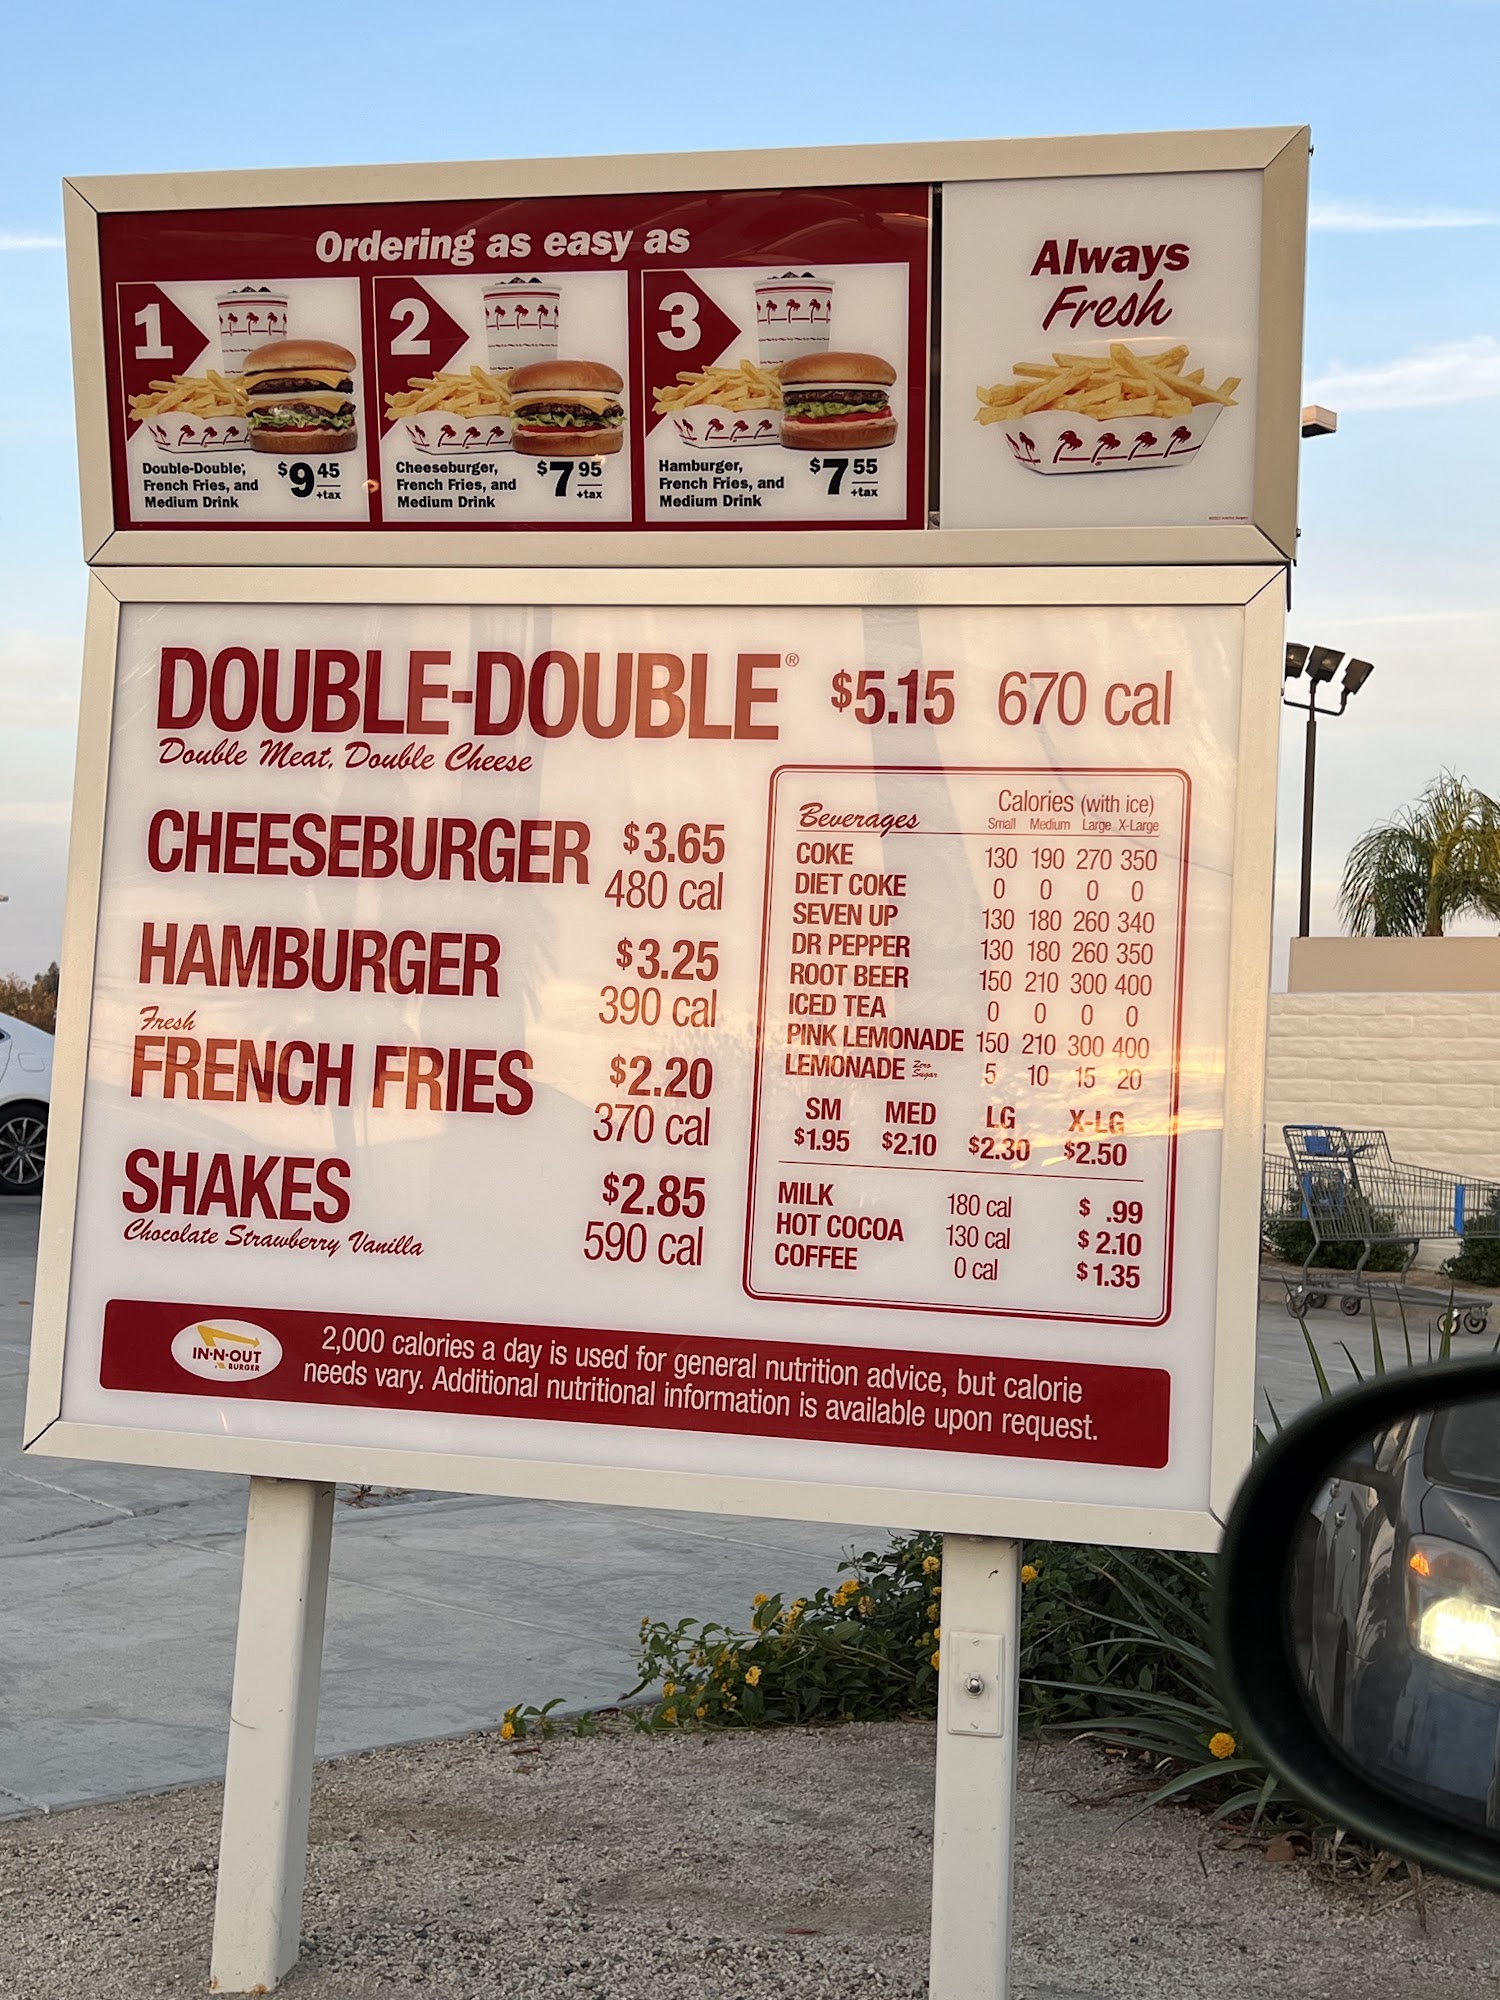 Ordering as easy as
1
Double-Double®,
French Fries, and
Medium Drink
$9 45
+tax
2
Cheeseburger,
French Fries, and
Medium Drink
$7 95
+tax
3
Hamburger,
French Fries, and
Medium Drink
$7 55
+tax
Always
Fresh
DOUBLE-DOUBLE® $5.15 670 cal
Double Meat, Double Cheese
CHEESEBURGER $3.65
480 cal
HAMBURGER $3.25
390 cal
Fresh
FRENCH FRIES $2.20
370 cal
SHAKES $2.85
Chocolate Strawberry Vanilla 590 cal
Beverages Calories (with ice)
Small Medium Large X-Large
COKE 130 190 270 350
DIET COKE 0 0 0 0
SEVEN UP 130 180 260 340
DR PEPPER 130 180 260 350
ROOT BEER 150 210 300 400
ICED TEA 0 0 0 0
PINK LEMONADE 150 210 300 400
LEMONADE Zero Sugar 5 10 15 20
SM MED LG X-LG
$1.95 $2.10 $2.30 $2.50
MILK 180 cal $ .99
HOT COCOA 130 cal $ 2.10
COFFEE 0 cal $ 1.35
IN-N-OUT
BURGER
2,000 calories a day is used for general nutrition advice, but calorie
needs vary. Additional nutritional information is available upon request.